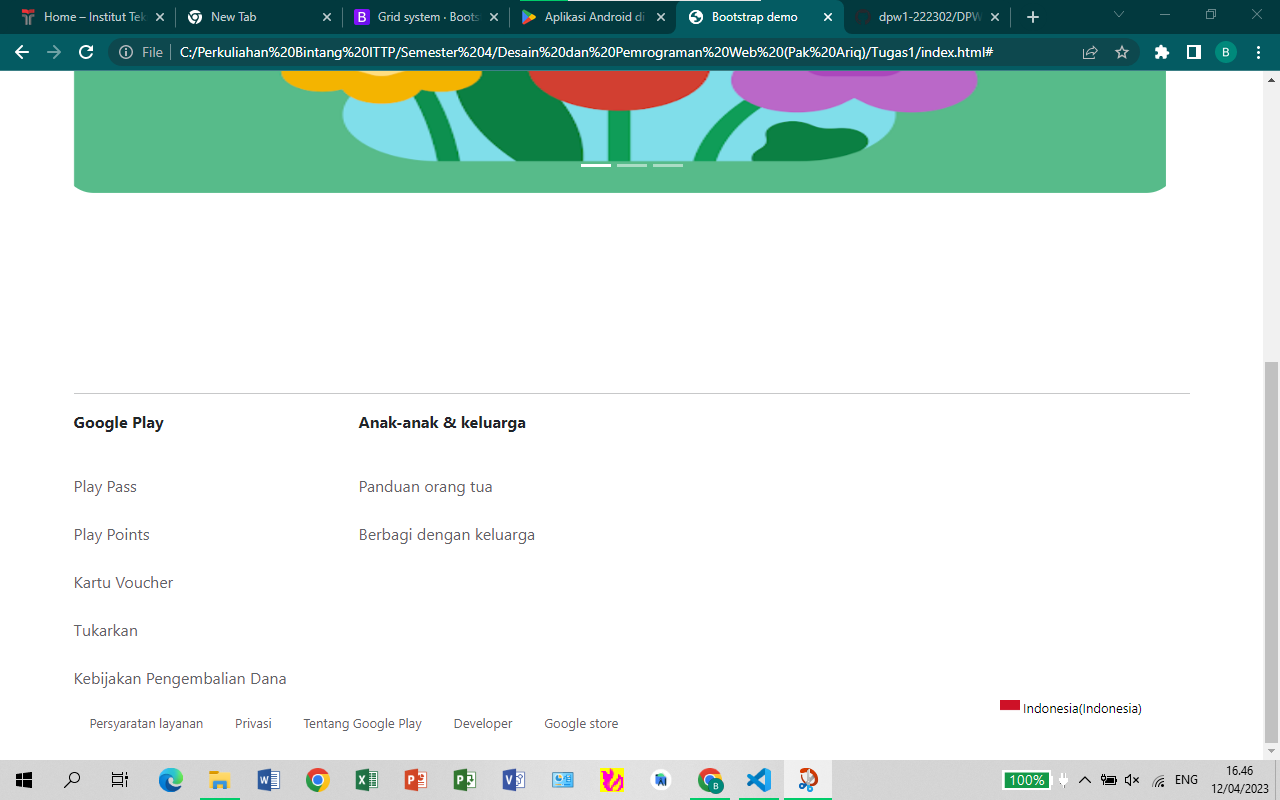 Home – Institut Tek
New Tab
Grid system · Boots
Aplikasi Android di
Bootstrap demo
dpw1-222302/DPW
File
C:/Perkuliahan%20Bintang%20ITTP/Semester%204/Desain%20dan%20Pemrograman%20Web%20(Pak%20Ariq)/Tugas1/index.html#
B
Google Play
Anak-anak & keluarga
Play Pass
Panduan orang tua
Play Points
Berbagi dengan keluarga
Kartu Voucher
Tukarkan
Kebijakan Pengembalian Dana
Persyaratan layanan
Privasi
Tentang Google Play
Developer
Google store
Indonesia(Indonesia)
100%
ENG
16.46
12/04/2023